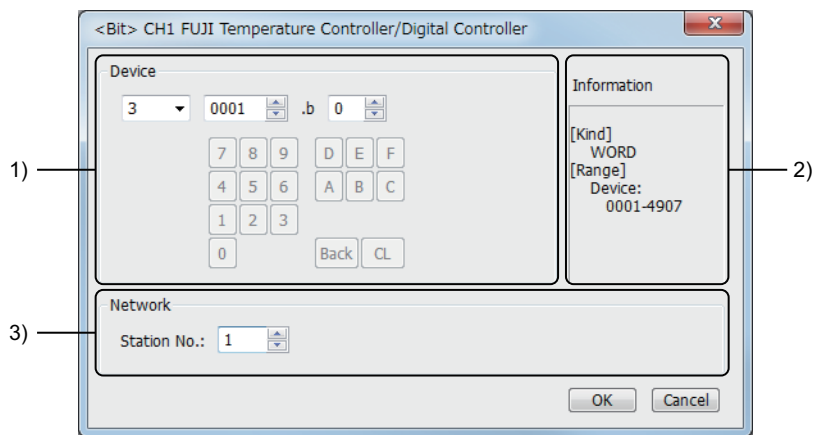 <Bit> CH1 FUJI Temperature Controller/Digital Controller
x
Device
3 0001 .b 0
7 8 9 D E F
4 5 6 A B C
1 2 3
0 Back CL
1)
Information
[Kind]
WORD
[Range]
Device:
0001-4907
2)
Network
Station No.: 1
3)
OK Cancel